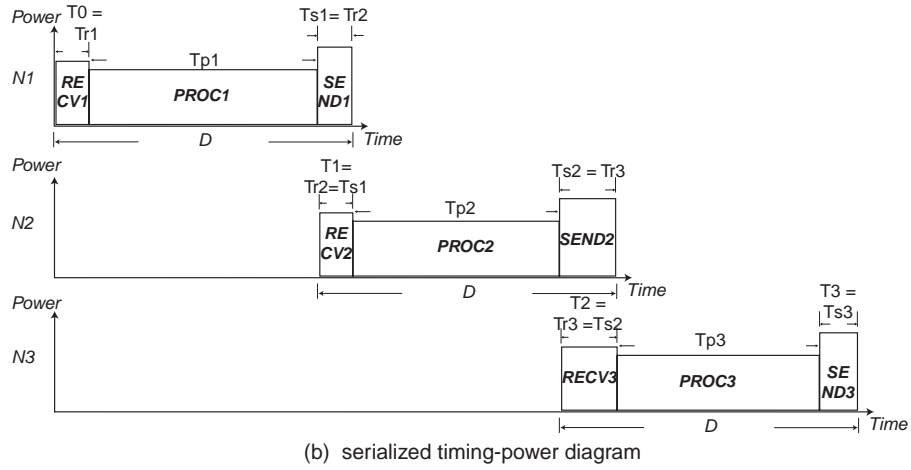 Power
T0 =
Tr1
Ts1= Tr2
Tp1
N1
RE
CV1
PROC1
SE
ND1
Time
D
Power
T1=
Tr2=Ts1
Ts2 = Tr3
Tp2
N2
RE
CV2
PROC2
SEND2
Time
D
Power
T2 =
Tr3 =Ts2
T3 =
Ts3
Tp3
N3
RECV3
PROC3
SE
ND3
Time
D
(b) serialized timing-power diagram